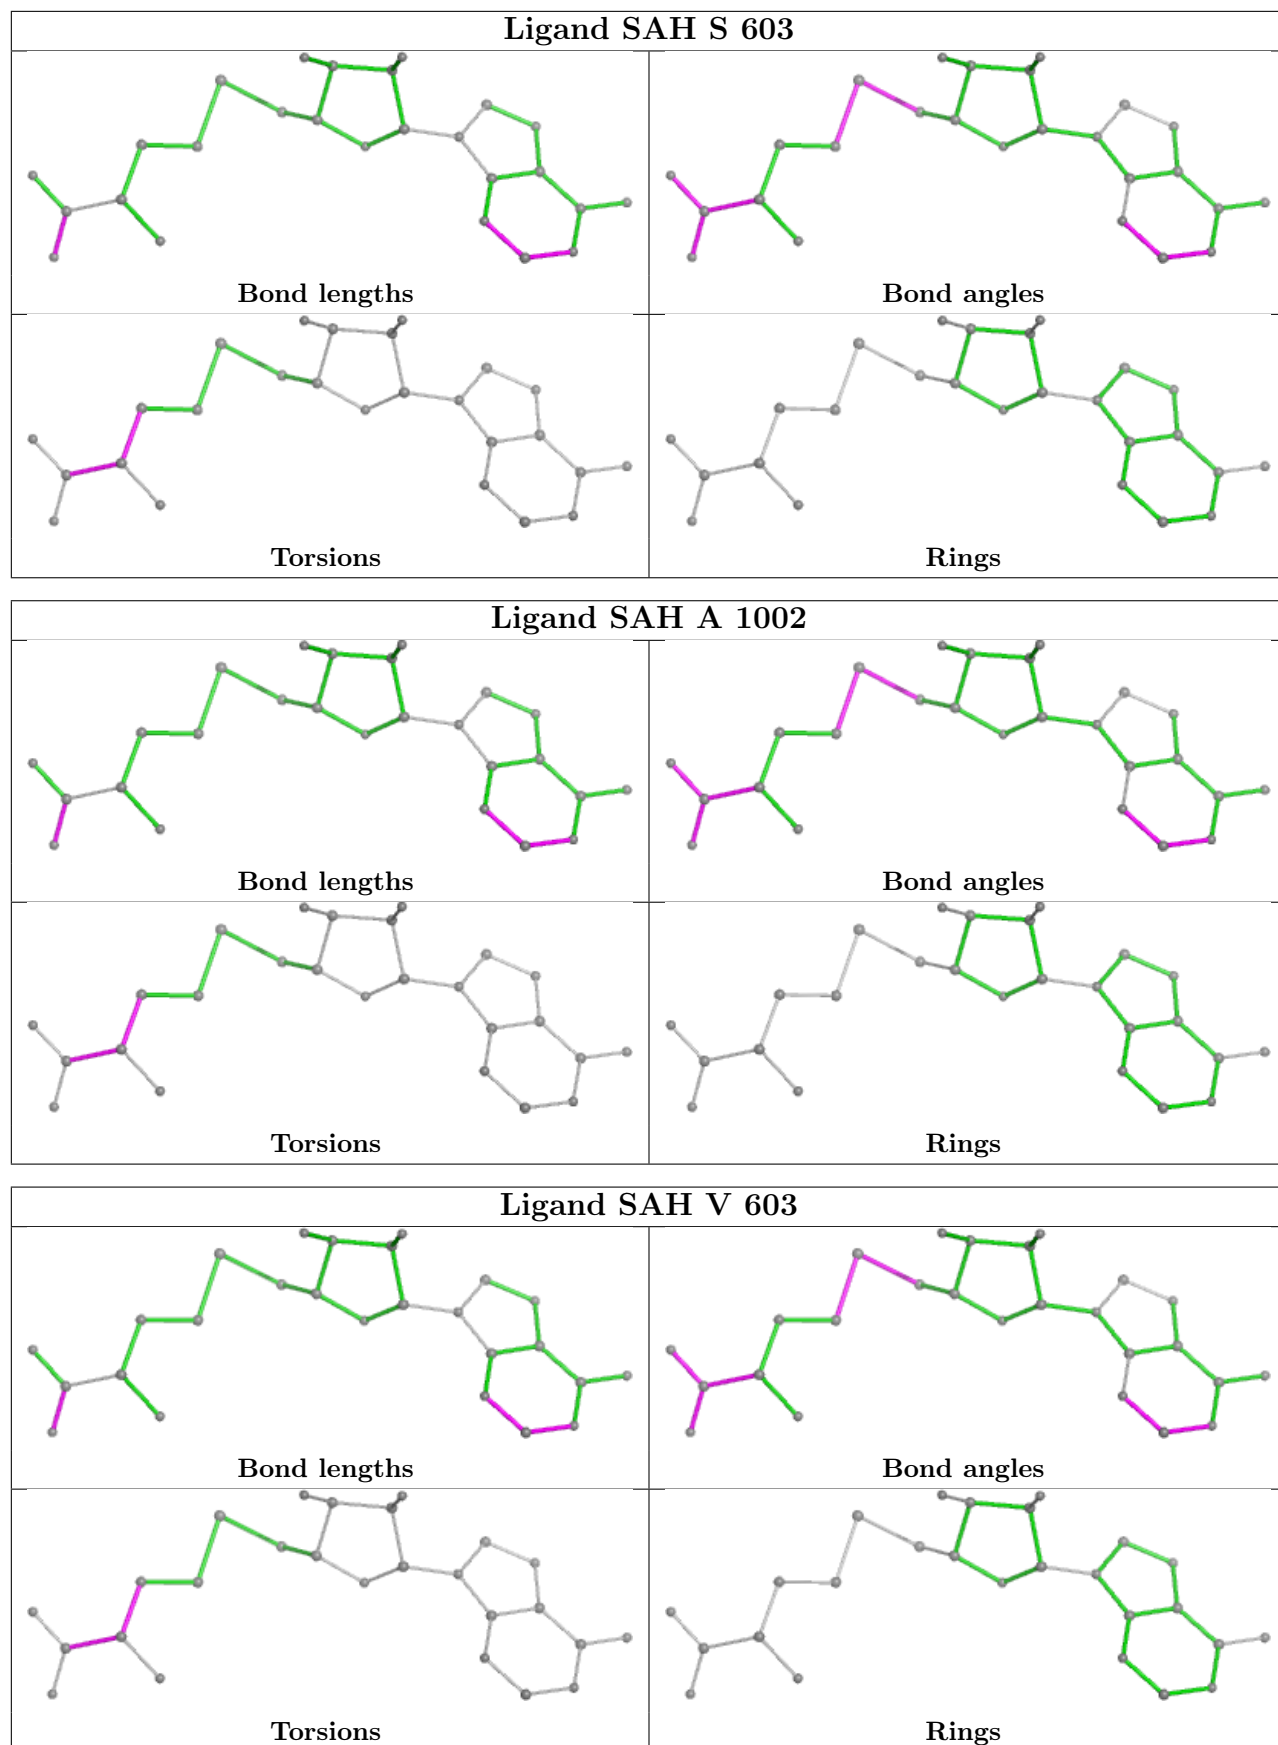 Ligand SAH S 603
Bond lengths
Bond angles
Torsions
Rings
Ligand SAH A 1002
Bond lengths
Bond angles
Torsions
Rings
Ligand SAH V 603
Bond lengths
Bond angles
Torsions
Rings